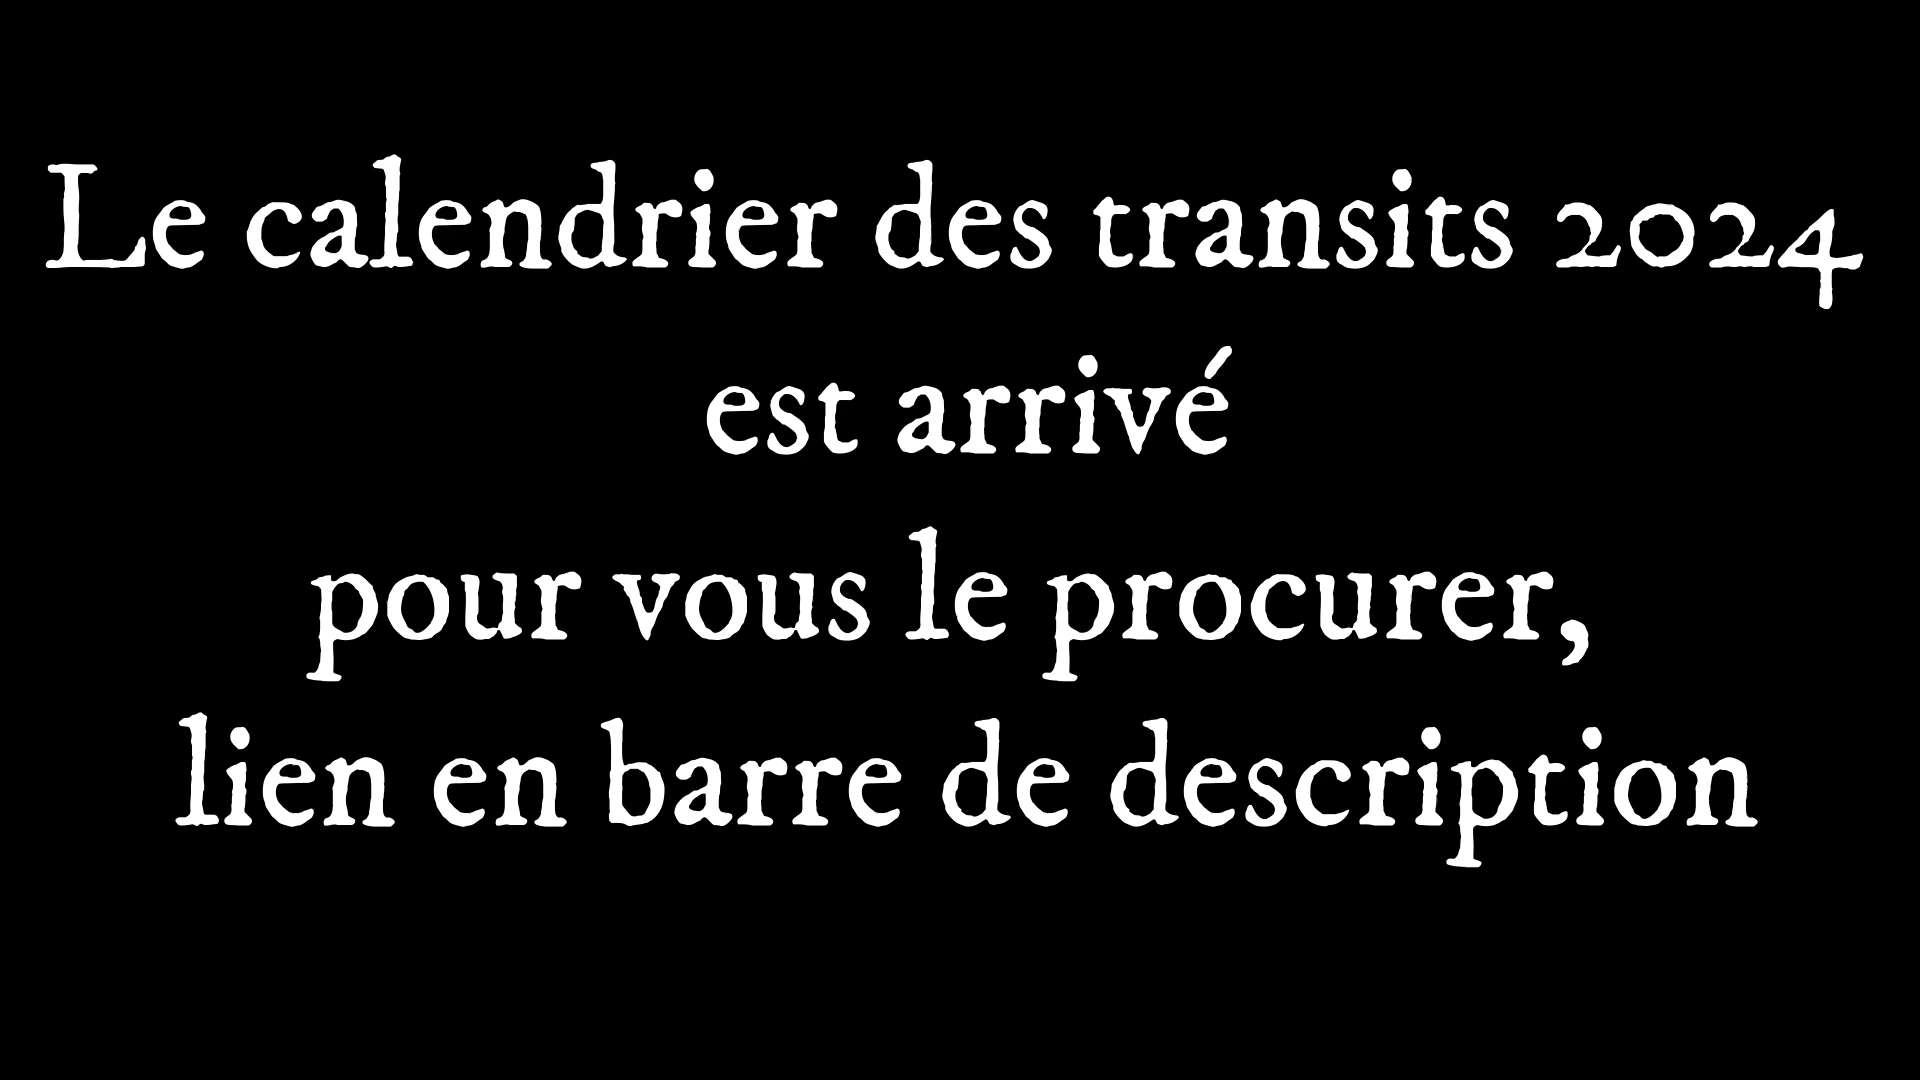 Le calendrier des transits 2024
est arrivé
pour vous le procurer,
lien en barre de description